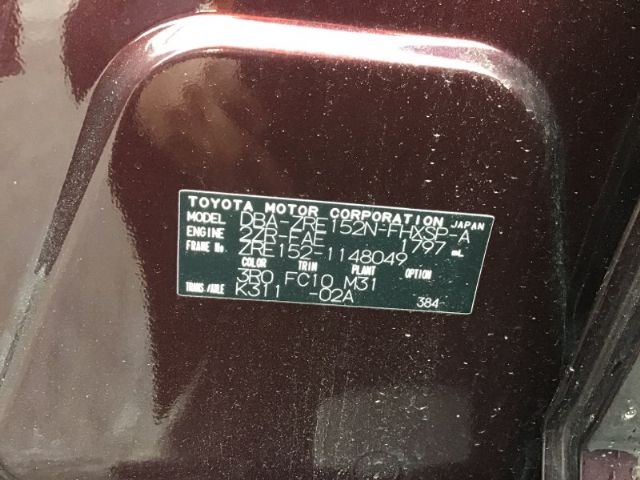 TOYOTA MOTOR CORPORATION JAPAN
MODEL DBA-ZRE152N-FHXSP-A
ENGINE 2ZR-FAE 1797 mL
FRAME No. ZRE152-1148049
COLOR TRIM PLANT OPTION
3R0 FC10 M31
TRANS./AXLE K311 -02A 384-